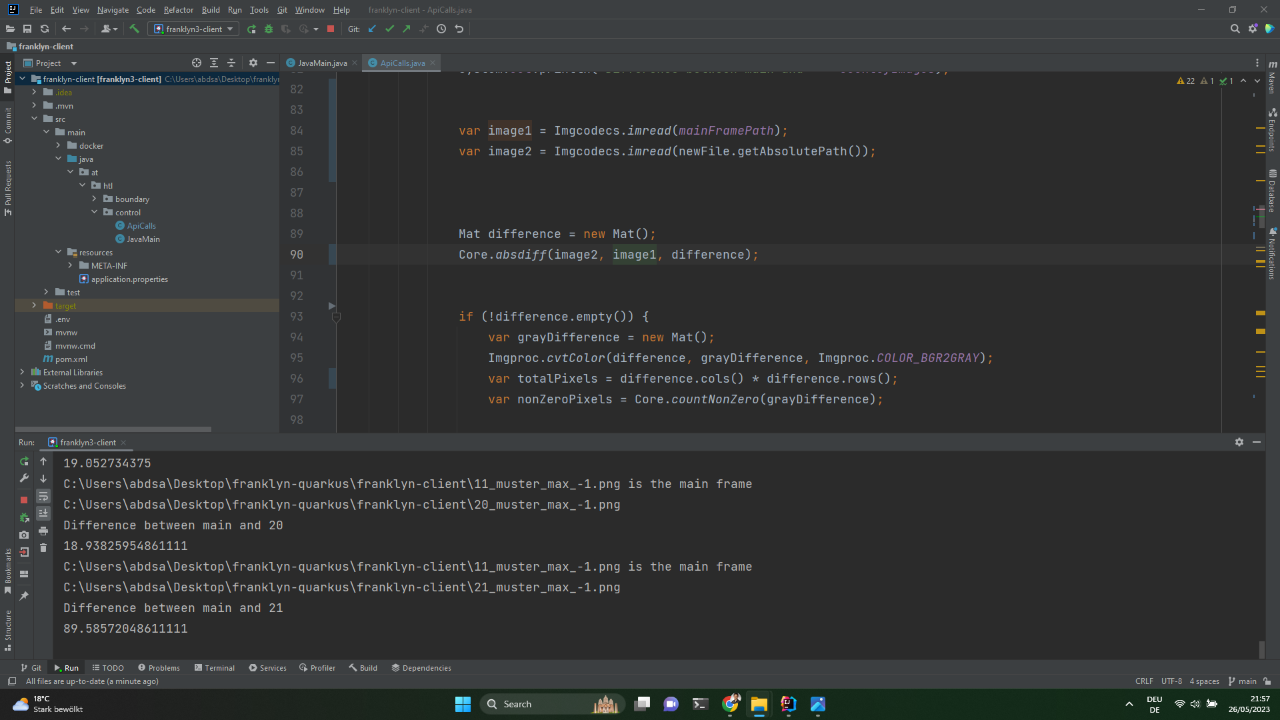 File Edit View Navigate Code Refactor Build Run Tools Git Window Help franklyn-client - ApiCalls.java
franklyn3-client Git:
franklyn-client
Project
JavaMain.java ApiCalls.java
franklyn-client [franklyn3-client] C:\Users\abdsa\Desktop\franklyn
.idea
.mvn
src
main
docker
java
at
htl
boundary
control
ApiCalls
JavaMain
resources
META-INF
application.properties
test
target
.env
mvnw
mvnw.cmd
pom.xml
External Libraries
Scratches and Consoles
Project
Commit
Pull Requests
Bookmarks
Structure
22 1 1
82
83
84 var image1 = Imgcodecs.imread(mainFramePath);
85 var image2 = Imgcodecs.imread(newFile.getAbsolutePath());
86
87
88
89 Mat difference = new Mat();
90 Core.absdiff(image2, image1, difference);
91
92
93 if (!difference.empty()) {
94 var grayDifference = new Mat();
95 Imgproc.cvtColor(difference, grayDifference, Imgproc.COLOR_BGR2GRAY);
96 var totalPixels = difference.cols() * difference.rows();
97 var nonZeroPixels = Core.countNonZero(grayDifference);
98
Maven
Endpoints
Database
Notifications
Run: franklyn3-client
19.052734375
C:\Users\abdsa\Desktop\franklyn-quarkus\franklyn-client\11_muster_max_-1.png is the main frame
C:\Users\abdsa\Desktop\franklyn-quarkus\franklyn-client\20_muster_max_-1.png
Difference between main and 20
18.93825954861111
C:\Users\abdsa\Desktop\franklyn-quarkus\franklyn-client\11_muster_max_-1.png is the main frame
C:\Users\abdsa\Desktop\franklyn-quarkus\franklyn-client\21_muster_max_-1.png
Difference between main and 21
89.58572048611111
Git Run TODO Problems Terminal Services Profiler Build Dependencies
All files are up-to-date (a minute ago) CRLF UTF-8 4 spaces main
18°C
Stark bewölkt
Search
DEU
DE
21:57
26/05/2023